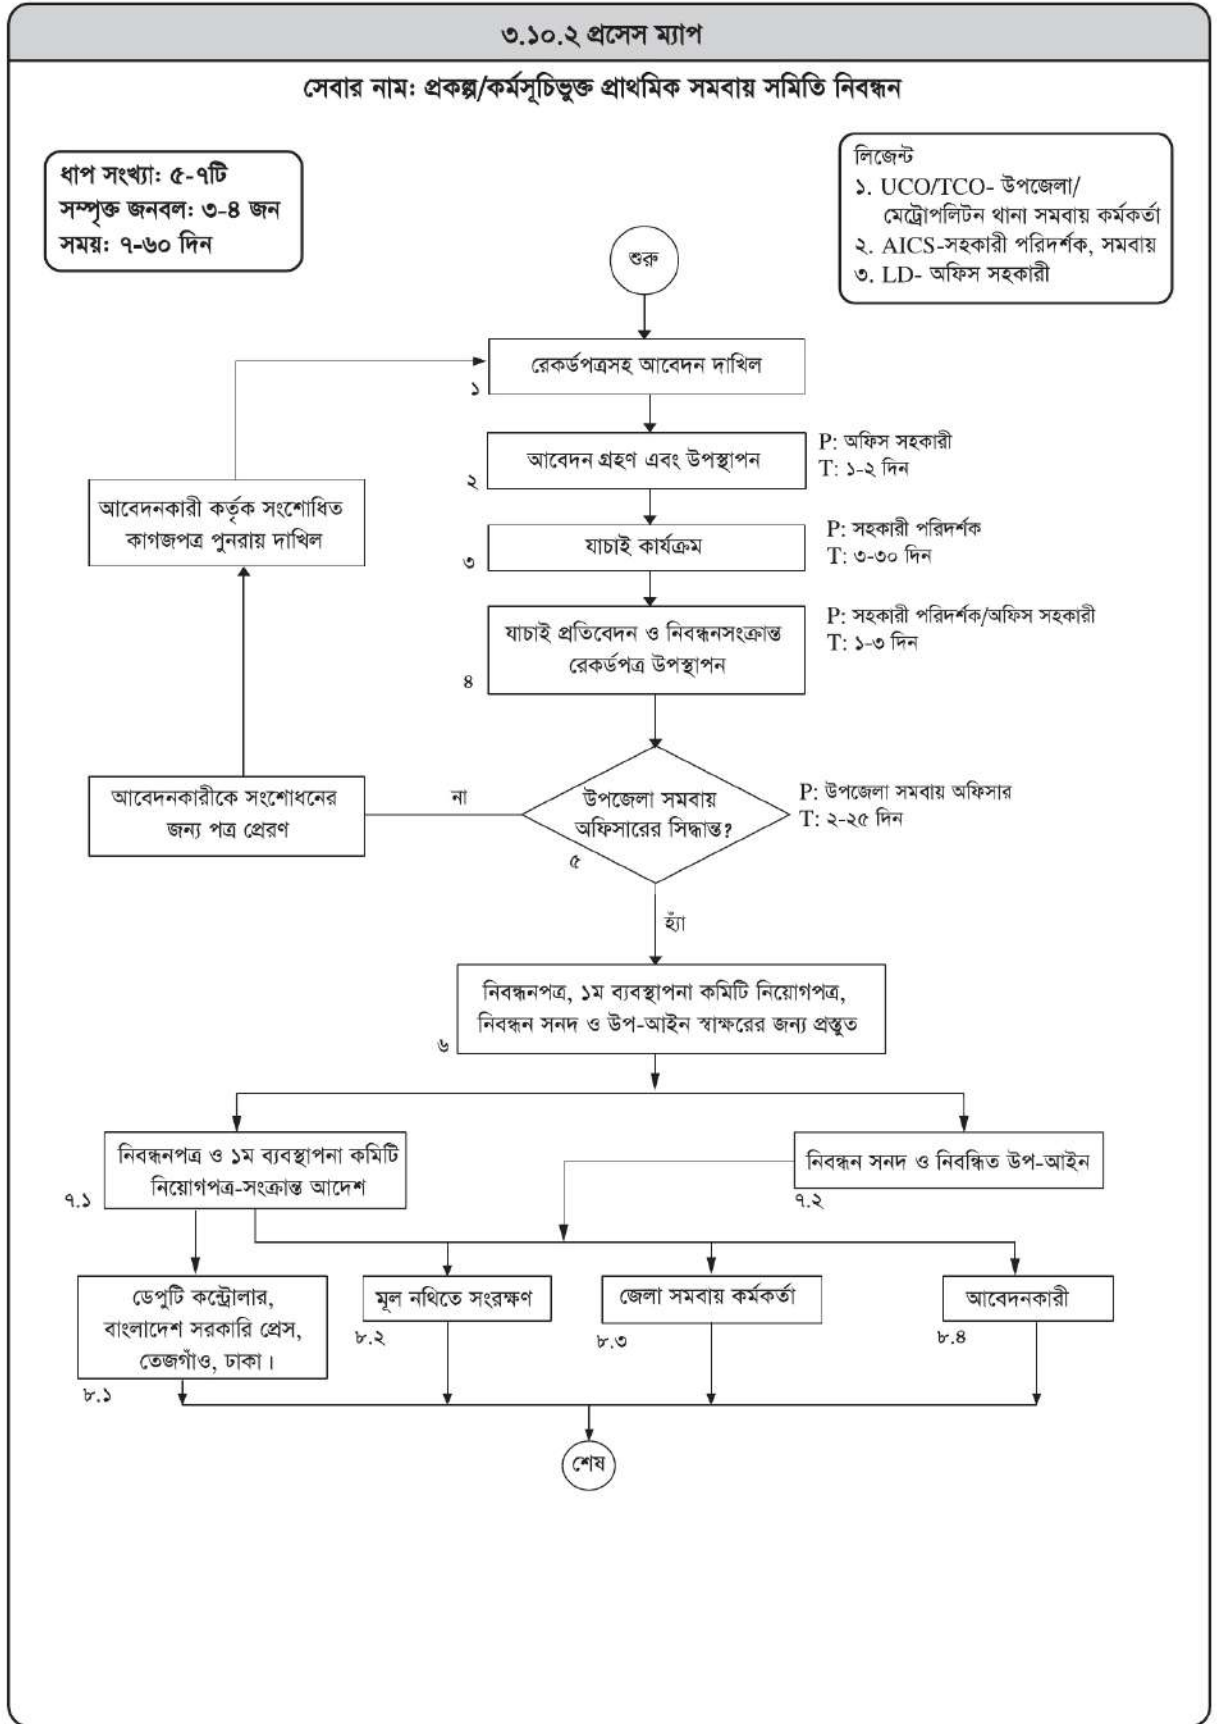 ৩.১০.২ প্রসেস ম্যাপ
সেবার নাম: প্রকল্প/কর্মসূচিভুক্ত প্রাথমিক সমবায় সমিতি নিবন্ধন
ধাপ সংখ্যা: ৫-৭টি
সম্পৃক্ত জনবল: ৩-৪ জন
সময়: ৭-৬০ দিন
লিজেন্ট
১. UCO/TCO- উপজেলা/
মেট্রোপলিটন থানা সমবায় কর্মকর্তা
২. AICS-সহকারী পরিদর্শক, সমবায়
৩. LD- অফিস সহকারী
শুরু
রেকর্ডপত্রসহ আবেদন দাখিল
১
আবেদন গ্রহণ এবং উপস্থাপন
২
P: অফিস সহকারী
T: ১-২ দিন
আবেদনকারী কর্তৃক সংশোধিত
কাগজপত্র পুনরায় দাখিল
যাচাই কার্যক্রম
৩
P: সহকারী পরিদর্শক
T: ৩-৩০ দিন
যাচাই প্রতিবেদন ও নিবন্ধনসংক্রান্ত
রেকর্ডপত্র উপস্থাপন
৪
P: সহকারী পরিদর্শক/অফিস সহকারী
T: ১-৩ দিন
আবেদনকারীকে সংশোধনের
জন্য পত্র প্রেরণ
না
উপজেলা সমবায়
অফিসারের সিদ্ধান্ত?
৫
P: উপজেলা সমবায় অফিসার
T: ২-২৫ দিন
হ্যাঁ
নিবন্ধনপত্র, ১ম ব্যবস্থাপনা কমিটি নিয়োগপত্র,
নিবন্ধন সনদ ও উপ-আইন স্বাক্ষরের জন্য প্রস্তুত
৬
নিবন্ধনপত্র ও ১ম ব্যবস্থাপনা কমিটি
নিয়োগপত্র-সংক্রান্ত আদেশ
৭.১
নিবন্ধন সনদ ও নিবন্ধিত উপ-আইন
৭.২
ডেপুটি কন্ট্রোলার,
বাংলাদেশ সরকারি প্রেস,
তেজগাঁও, ঢাকা।
৮.১
মূল নথিতে সংরক্ষণ
৮.২
জেলা সমবায় কর্মকর্তা
৮.৩
আবেদনকারী
৮.৪
শেষ